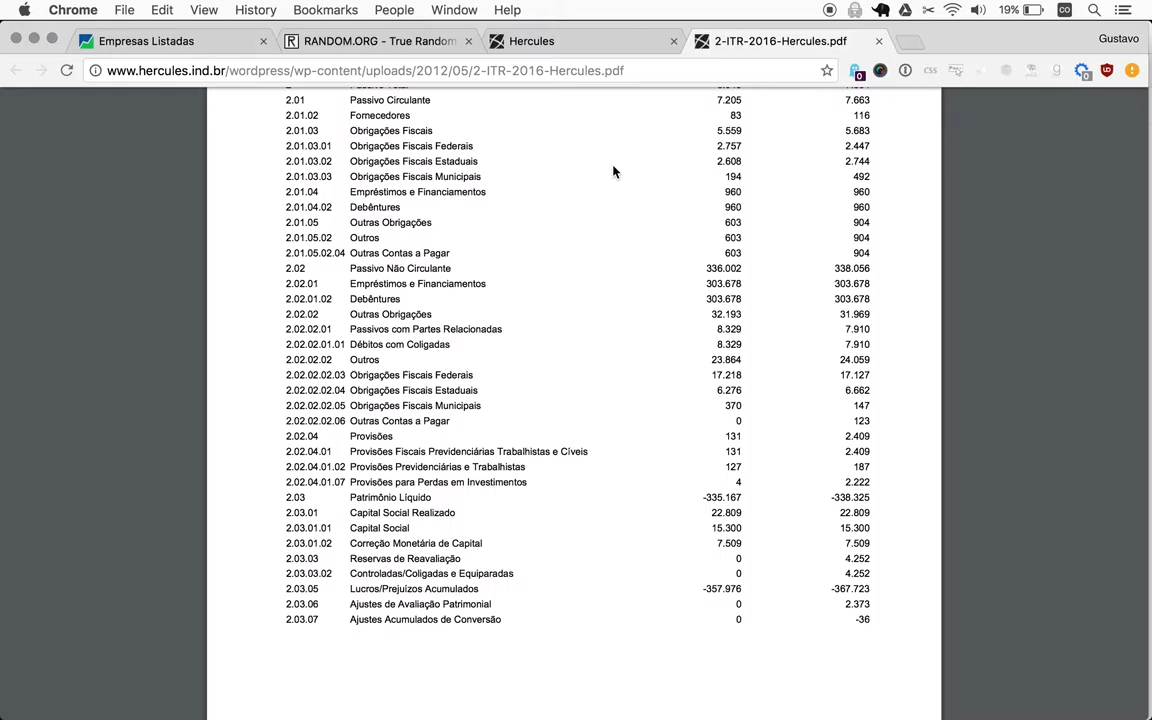 Chrome File Edit View History Bookmarks People Window Help 19%
Empresas Listadas RANDOM.ORG - True Random Hercules 2-ITR-2016-Hercules.pdf Gustavo
www.hercules.ind.br/wordpress/wp-content/uploads/2012/05/2-ITR-2016-Hercules.pdf
2.01 Passivo Circulante 7.205 7.663
2.01.02 Fornecedores 83 116
2.01.03 Obrigações Fiscais 5.559 5.683
2.01.03.01 Obrigações Fiscais Federais 2.757 2.447
2.01.03.02 Obrigações Fiscais Estaduais 2.608 2.744
2.01.03.03 Obrigações Fiscais Municipais 194 492
2.01.04 Empréstimos e Financiamentos 960 960
2.01.04.02 Debêntures 960 960
2.01.05 Outras Obrigações 603 904
2.01.05.02 Outros 603 904
2.01.05.02.04 Outras Contas a Pagar 603 904
2.02 Passivo Não Circulante 336.002 338.056
2.02.01 Empréstimos e Financiamentos 303.678 303.678
2.02.01.02 Debêntures 303.678 303.678
2.02.02 Outras Obrigações 32.193 31.969
2.02.02.01 Passivos com Partes Relacionadas 8.329 7.910
2.02.02.01.01 Débitos com Coligadas 8.329 7.910
2.02.02.02 Outros 23.864 24.059
2.02.02.02.03 Obrigações Fiscais Federais 17.218 17.127
2.02.02.02.04 Obrigações Fiscais Estaduais 6.276 6.662
2.02.02.02.05 Obrigações Fiscais Municipais 370 147
2.02.02.02.06 Outras Contas a Pagar 0 123
2.02.04 Provisões 131 2.409
2.02.04.01 Provisões Fiscais Previdenciárias Trabalhistas e Cíveis 131 2.409
2.02.04.01.02 Provisões Previdenciárias e Trabalhistas 127 187
2.02.04.01.07 Provisões para Perdas em Investimentos 4 2.222
2.03 Patrimônio Líquido -335.167 -338.325
2.03.01 Capital Social Realizado 22.809 22.809
2.03.01.01 Capital Social 15.300 15.300
2.03.01.02 Correção Monetária de Capital 7.509 7.509
2.03.03 Reservas de Reavaliação 0 4.252
2.03.03.02 Controladas/Coligadas e Equiparadas 0 4.252
2.03.05 Lucros/Prejuízos Acumulados -357.976 -367.723
2.03.06 Ajustes de Avaliação Patrimonial 0 2.373
2.03.07 Ajustes Acumulados de Conversão 0 -36